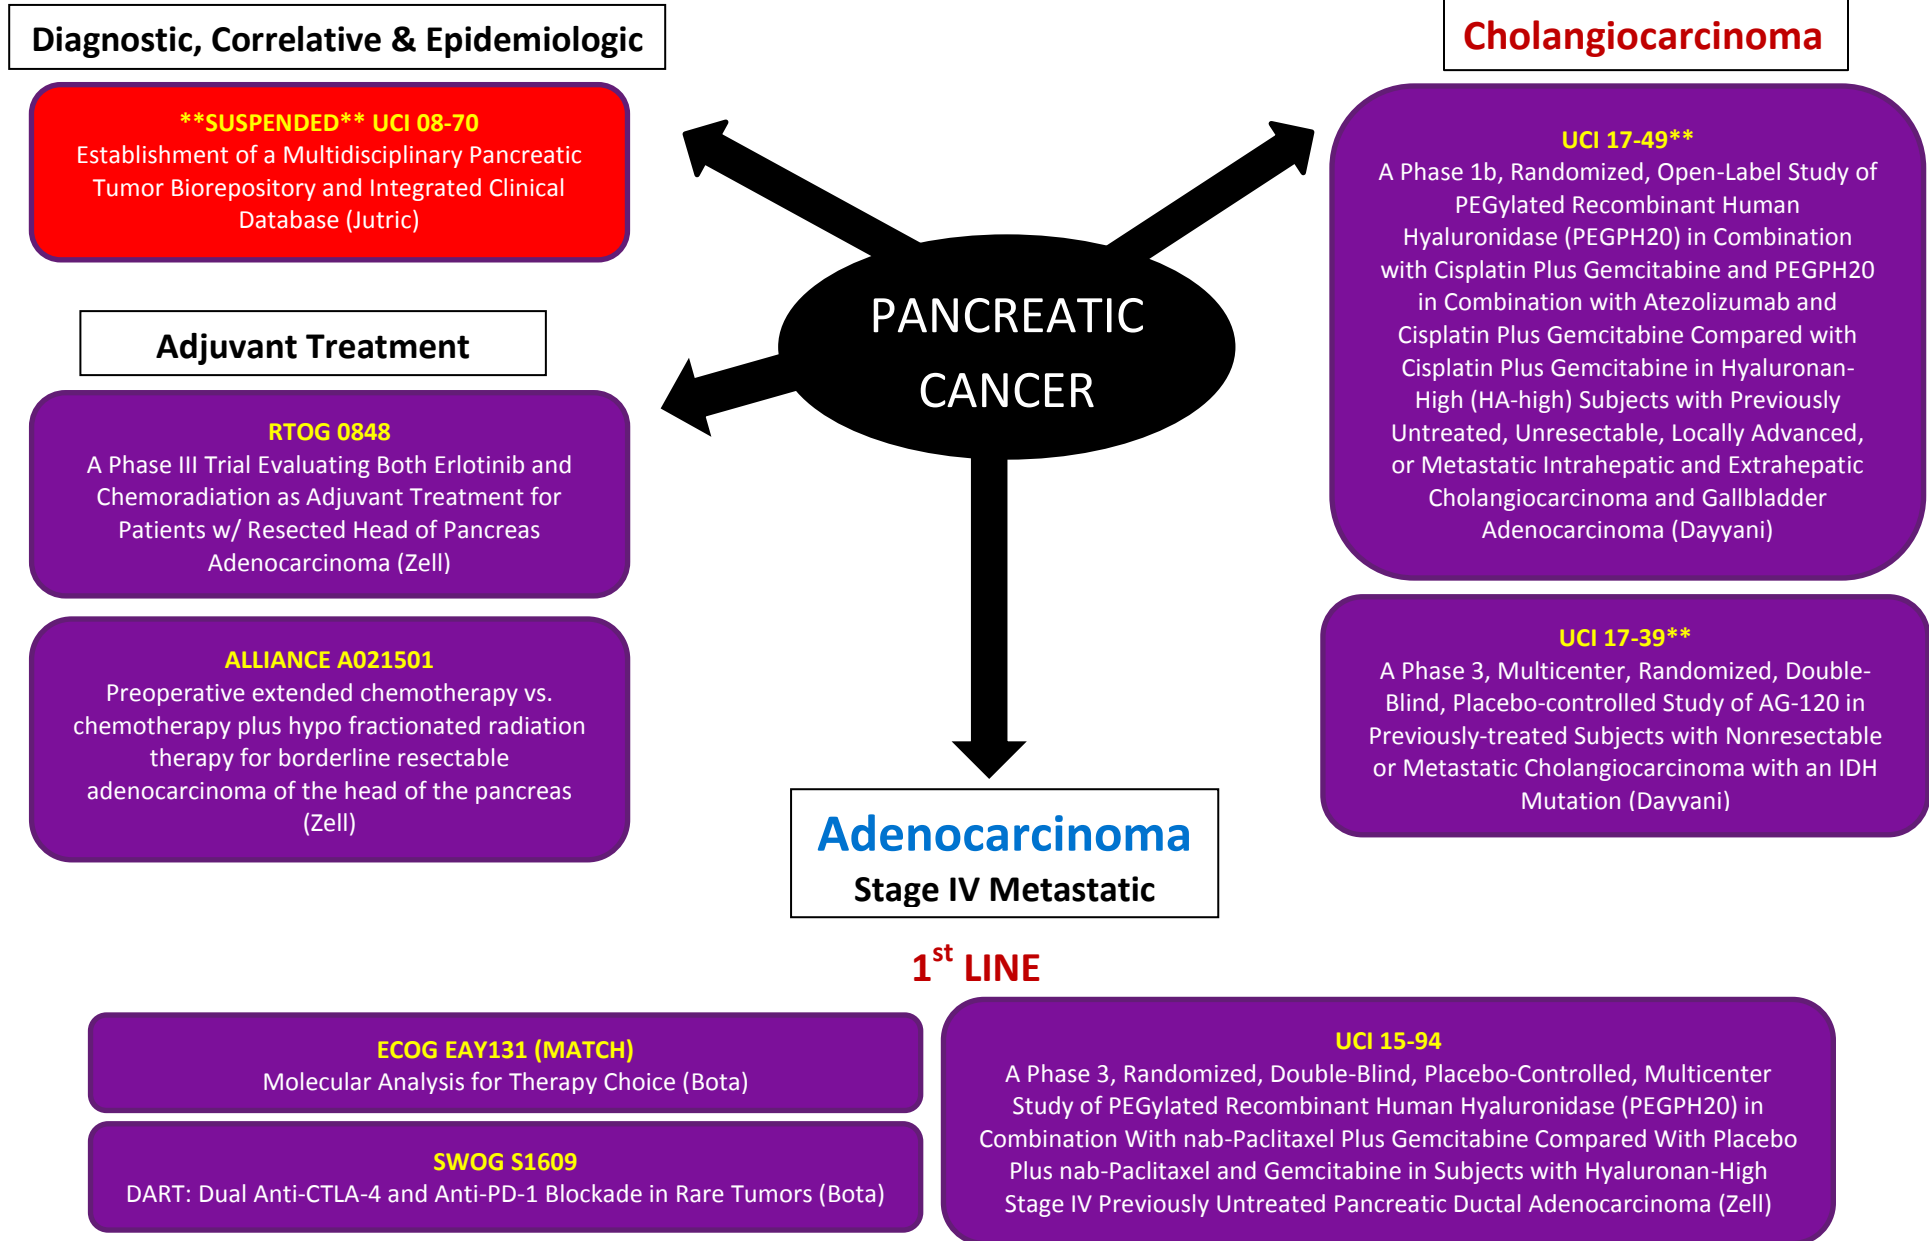 Diagnostic, Correlative & Epidemiologic
**SUSPENDED** UCI 08-70
Establishment of a Multidisciplinary Pancreatic
Tumor Biorepository and Integrated Clinical
Database (Jutric)
Adjuvant Treatment
RTOG 0848
A Phase III Trial Evaluating Both Erlotinib and
Chemoradiation as Adjuvant Treatment for
Patients w/ Resected Head of Pancreas
Adenocarcinoma (Zell)
ALLIANCE A021501
Preoperative extended chemotherapy vs.
chemotherapy plus hypo fractionated radiation
therapy for borderline resectable
adenocarcinoma of the head of the pancreas
(Zell)
PANCREATIC
CANCER
Cholangiocarcinoma
UCI 17-49**
A Phase 1b, Randomized, Open-Label Study of
PEGylated Recombinant Human
Hyaluronidase (PEGPH20) in Combination
with Cisplatin Plus Gemcitabine and PEGPH20
in Combination with Atezolizumab and
Cisplatin Plus Gemcitabine Compared with
Cisplatin Plus Gemcitabine in Hyaluronan-
High (HA-high) Subjects with Previously
Untreated, Unresectable, Locally Advanced,
or Metastatic Intrahepatic and Extrahepatic
Cholangiocarcinoma and Gallbladder
Adenocarcinoma (Dayyani)
UCI 17-39**
A Phase 3, Multicenter, Randomized, Double-
Blind, Placebo-controlled Study of AG-120 in
Previously-treated Subjects with Nonresectable
or Metastatic Cholangiocarcinoma with an IDH
Mutation (Dayyani)
Adenocarcinoma
Stage IV Metastatic
1st LINE
ECOG EAY131 (MATCH)
Molecular Analysis for Therapy Choice (Bota)
SWOG S1609
DART: Dual Anti-CTLA-4 and Anti-PD-1 Blockade in Rare Tumors (Bota)
UCI 15-94
A Phase 3, Randomized, Double-Blind, Placebo-Controlled, Multicenter
Study of PEGylated Recombinant Human Hyaluronidase (PEGPH20) in
Combination With nab-Paclitaxel Plus Gemcitabine Compared With Placebo
Plus nab-Paclitaxel and Gemcitabine in Subjects with Hyaluronan-High
Stage IV Previously Untreated Pancreatic Ductal Adenocarcinoma (Zell)